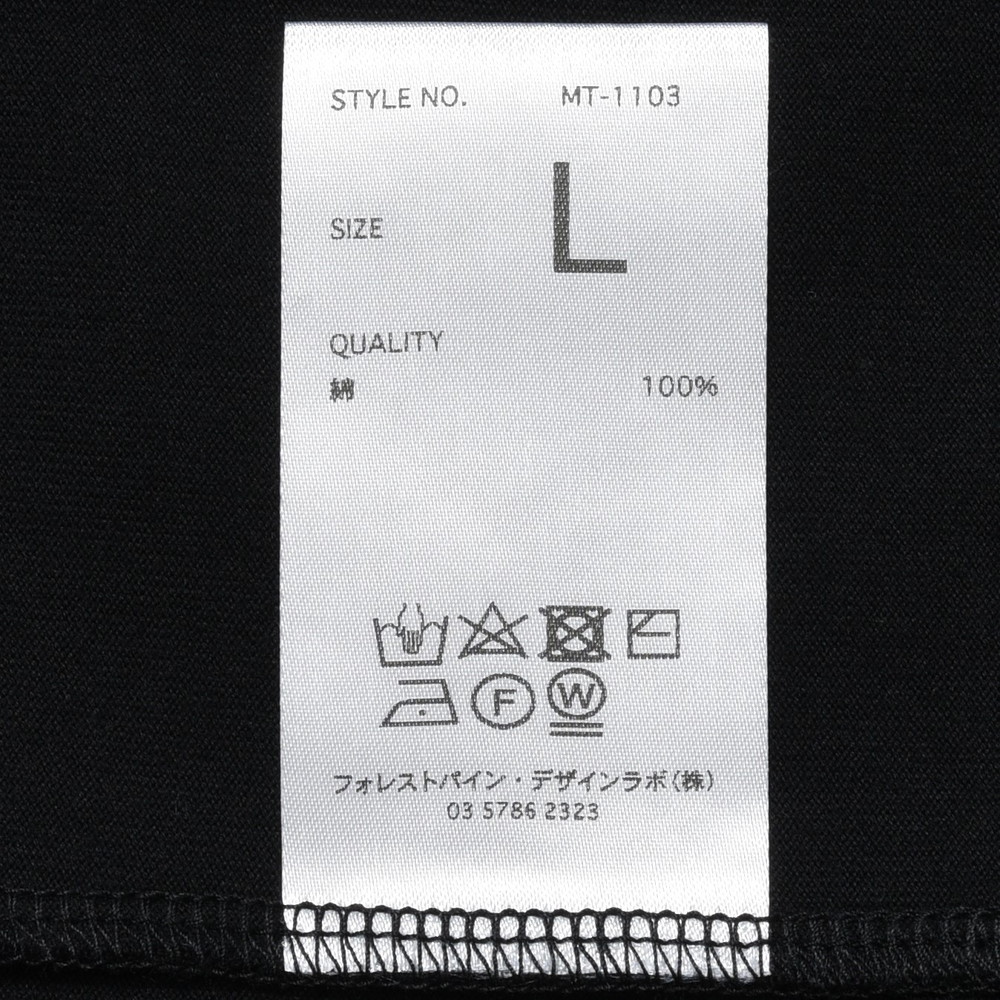 STYLE NO. MT-1103
SIZE L
QUALITY
綿 100%
F W
フォレストパイン・デザインラボ(株)
03 5786 2323